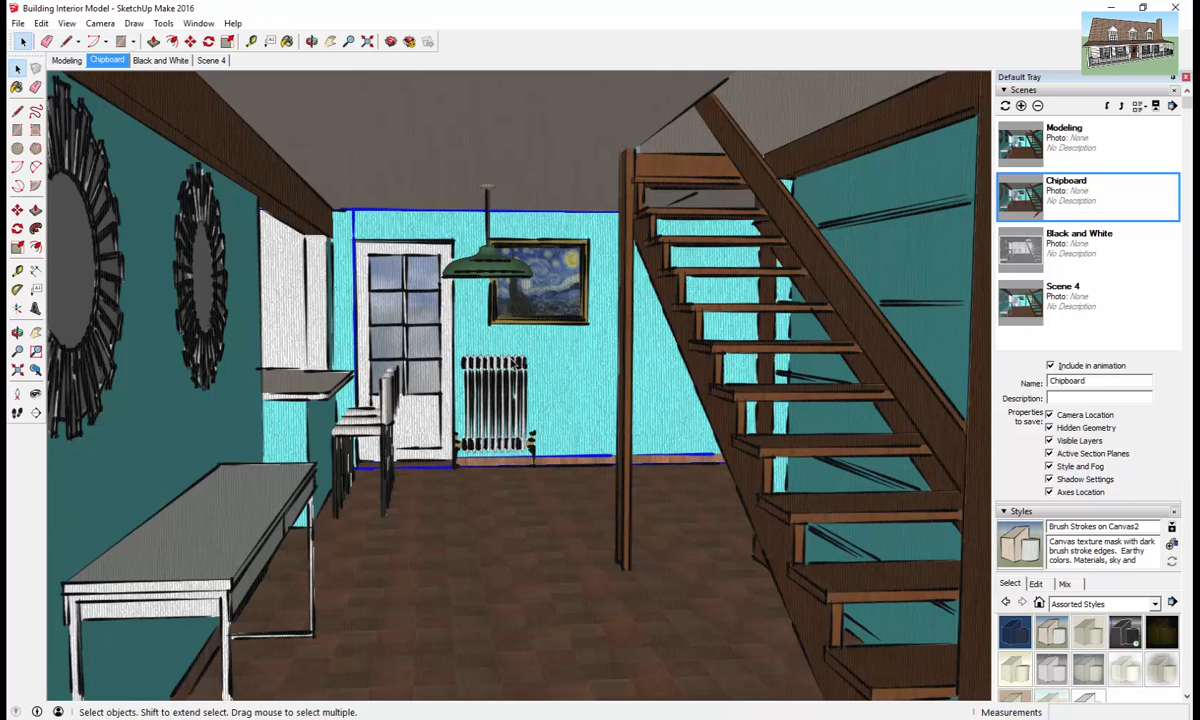 Building Interior Model - SketchUp Make 2016
File Edit View Camera Draw Tools Window Help
Modeling Chipboard Black and White Scene 4
Default Tray
Scenes
Modeling
Photo: None
No Description
Chipboard
Photo: None
No Description
Black and White
Photo: None
No Description
Scene 4
Photo: None
No Description
Include in animation
Name: Chipboard
Description:
Properties to save:
Camera Location
Hidden Geometry
Visible Layers
Active Section Planes
Style and Fog
Shadow Settings
Axes Location
Styles
Brush Strokes on Canvas2
Canvas texture mask with dark
brush stroke edges. Earthy
colors. Materials, sky and
Select Edit Mix
Assorted Styles
Select objects. Shift to extend select. Drag mouse to select multiple.
Measurements